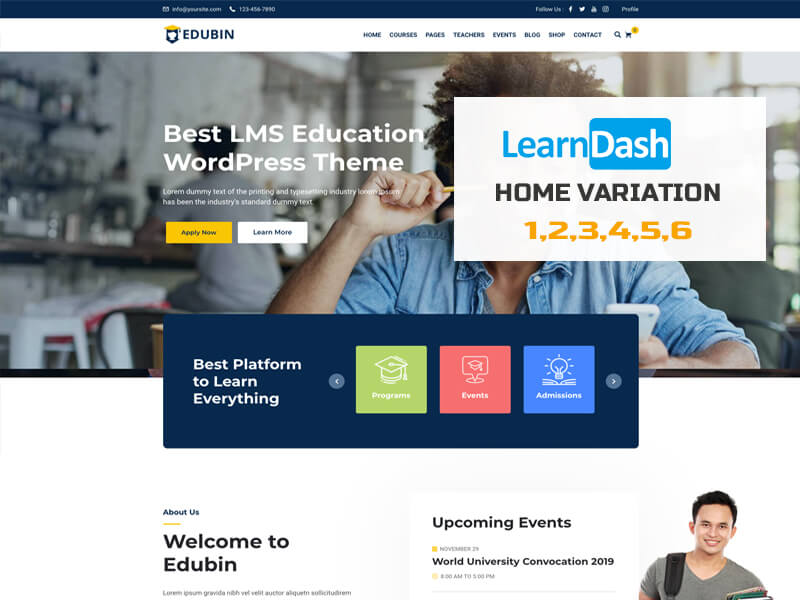 info@yoursite.com 123-456-7890 Follow Us : Profile
EDUBIN HOME COURSES PAGES TEACHERS EVENTS BLOG SHOP CONTACT 0
Best LMS Education
WordPress Theme
Lorem dummy text of the printing and typesetting industry lorem ipsum
has been the industry's standard dummy text.
Apply Now Learn More
LearnDash
HOME VARIATION
1,2,3,4,5,6
Best Platform
to Learn
Everything
Programs Events Admissions
About Us
Welcome to
Edubin
Lorem ipsum gravida nibh vel velit auctor aliquetn sollicitudirem
Upcoming Events
NOVEMBER 29
World University Convocation 2019
8:00 AM TO 5:00 PM